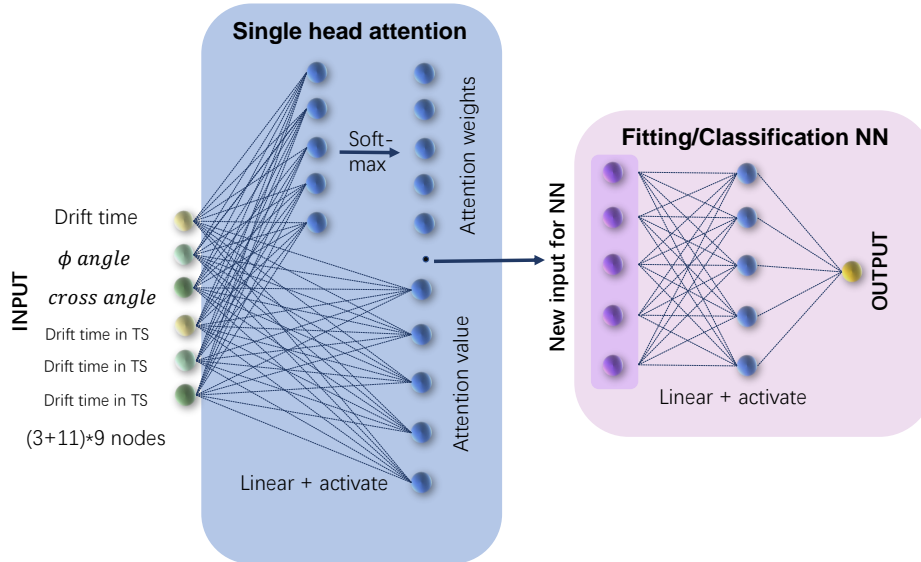 Single head attention
Soft-
max
Attention weights
Attention value
Linear + activate
INPUT
Drift time
ϕ angle
cross angle
Drift time in TS
Drift time in TS
Drift time in TS
(3+11)*9 nodes
Fitting/Classification NN
New input for NN
Linear + activate
OUTPUT